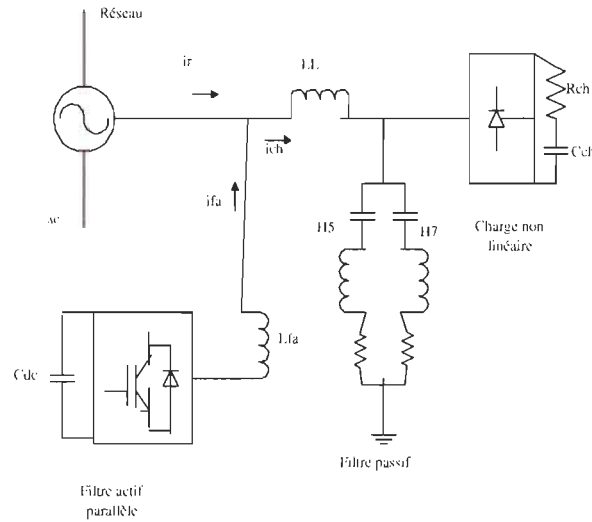 Réseau
ir
LL
Rch
ich
Cch
ifa
ac
H5
H7
Charge non
linéaire
Lfa
Cdc
Filtre passif
Filtre actif
parallèle